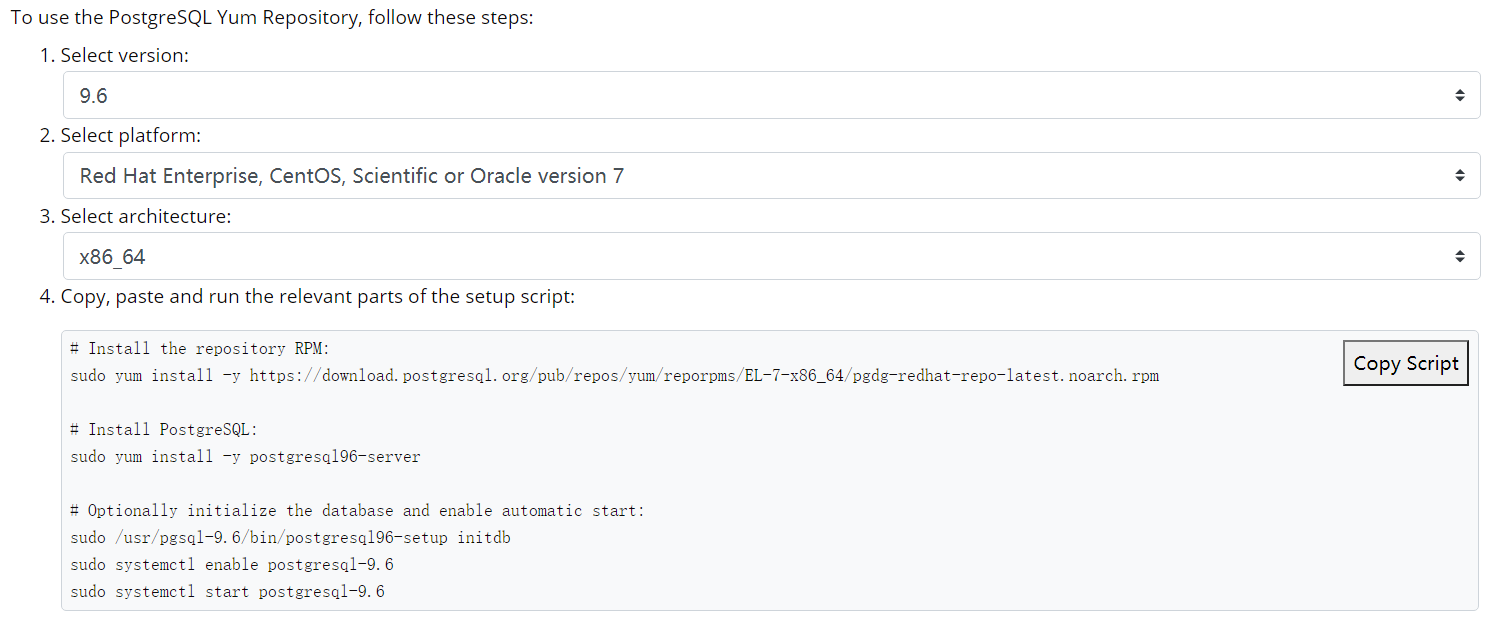 To use the PostgreSQL Yum Repository, follow these steps:
1. Select version:
9.6
2. Select platform:
Red Hat Enterprise, CentOS, Scientific or Oracle version 7
3. Select architecture:
x86_64
4. Copy, paste and run the relevant parts of the setup script:
# Install the repository RPM:
Copy Script
sudo yum install -y https://download.postgresql.org/pub/repos/yum/reporpms/EL-7-x86_64/pgdg-redhat-repo-latest.noarch.rpm
# Install PostgreSQL:
sudo yum install -y postgresql96-server
# Optionally initialize the database and enable automatic start:
sudo /usr/pgsql-9.6/bin/postgresql96-setup initdb
sudo systemctl enable postgresql-9.6
sudo systemctl start postgresql-9.6